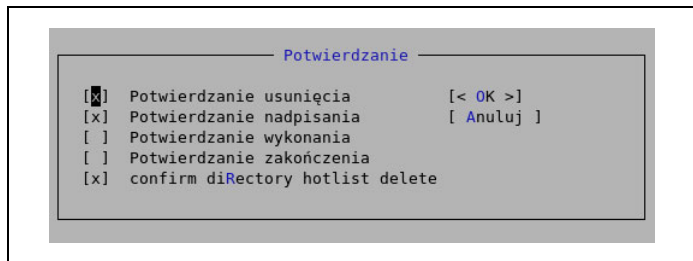 Potwierdzanie
[x] Potwierdzanie usunięcia [< OK >]
[x] Potwierdzanie nadpisania [ Anuluj ]
[ ] Potwierdzanie wykonania
[ ] Potwierdzanie zakończenia
[x] confirm diRectory hotlist delete